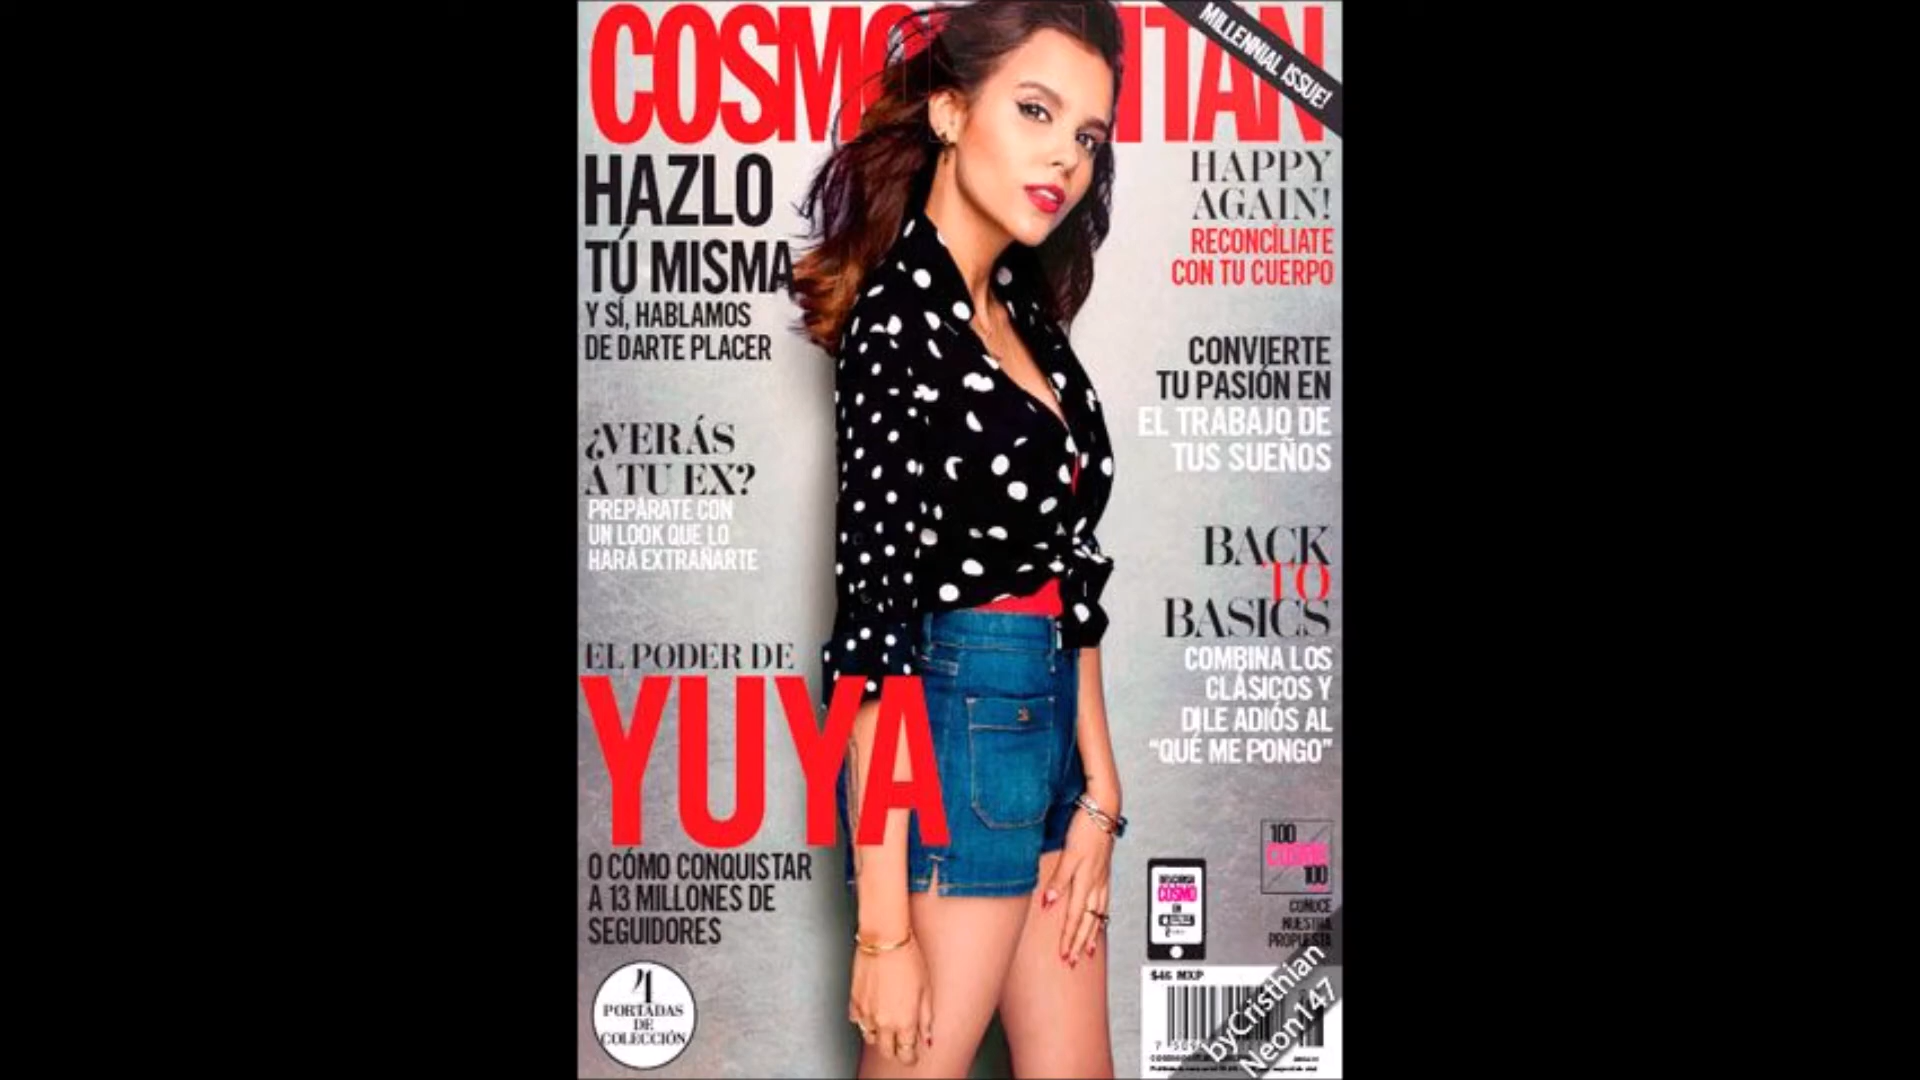 COSMOPOLITAN
MILLENNIAL ISSUE!
HAZLO
TÚ MISMA
Y SÍ, HABLAMOS
DE DARTE PLACER
¿VERÁS
A TU EX?
PREPÁRATE CON
UN LOOK QUE LO
HARÁ EXTRAÑARTE
EL PODER DE
YUYA
O CÓMO CONQUISTAR
A 13 MILLONES DE
SEGUIDORES
4
PORTADAS
DE
COLECCIÓN
HAPPY
AGAIN!
RECONCÍLIATE
CON TU CUERPO
CONVIERTE
TU PASIÓN EN
EL TRABAJO DE
TUS SUEÑOS
BACK
TO
BASICS
COMBINA LOS
CLÁSICOS Y
DILE ADIÓS AL
“QUÉ ME PONGO”
100
COSMO
100
CONOCE
NUESTRA
PROPUESTA
DESCARGA
COSMO
EN
$46 MXP
byCristhian
Neon147